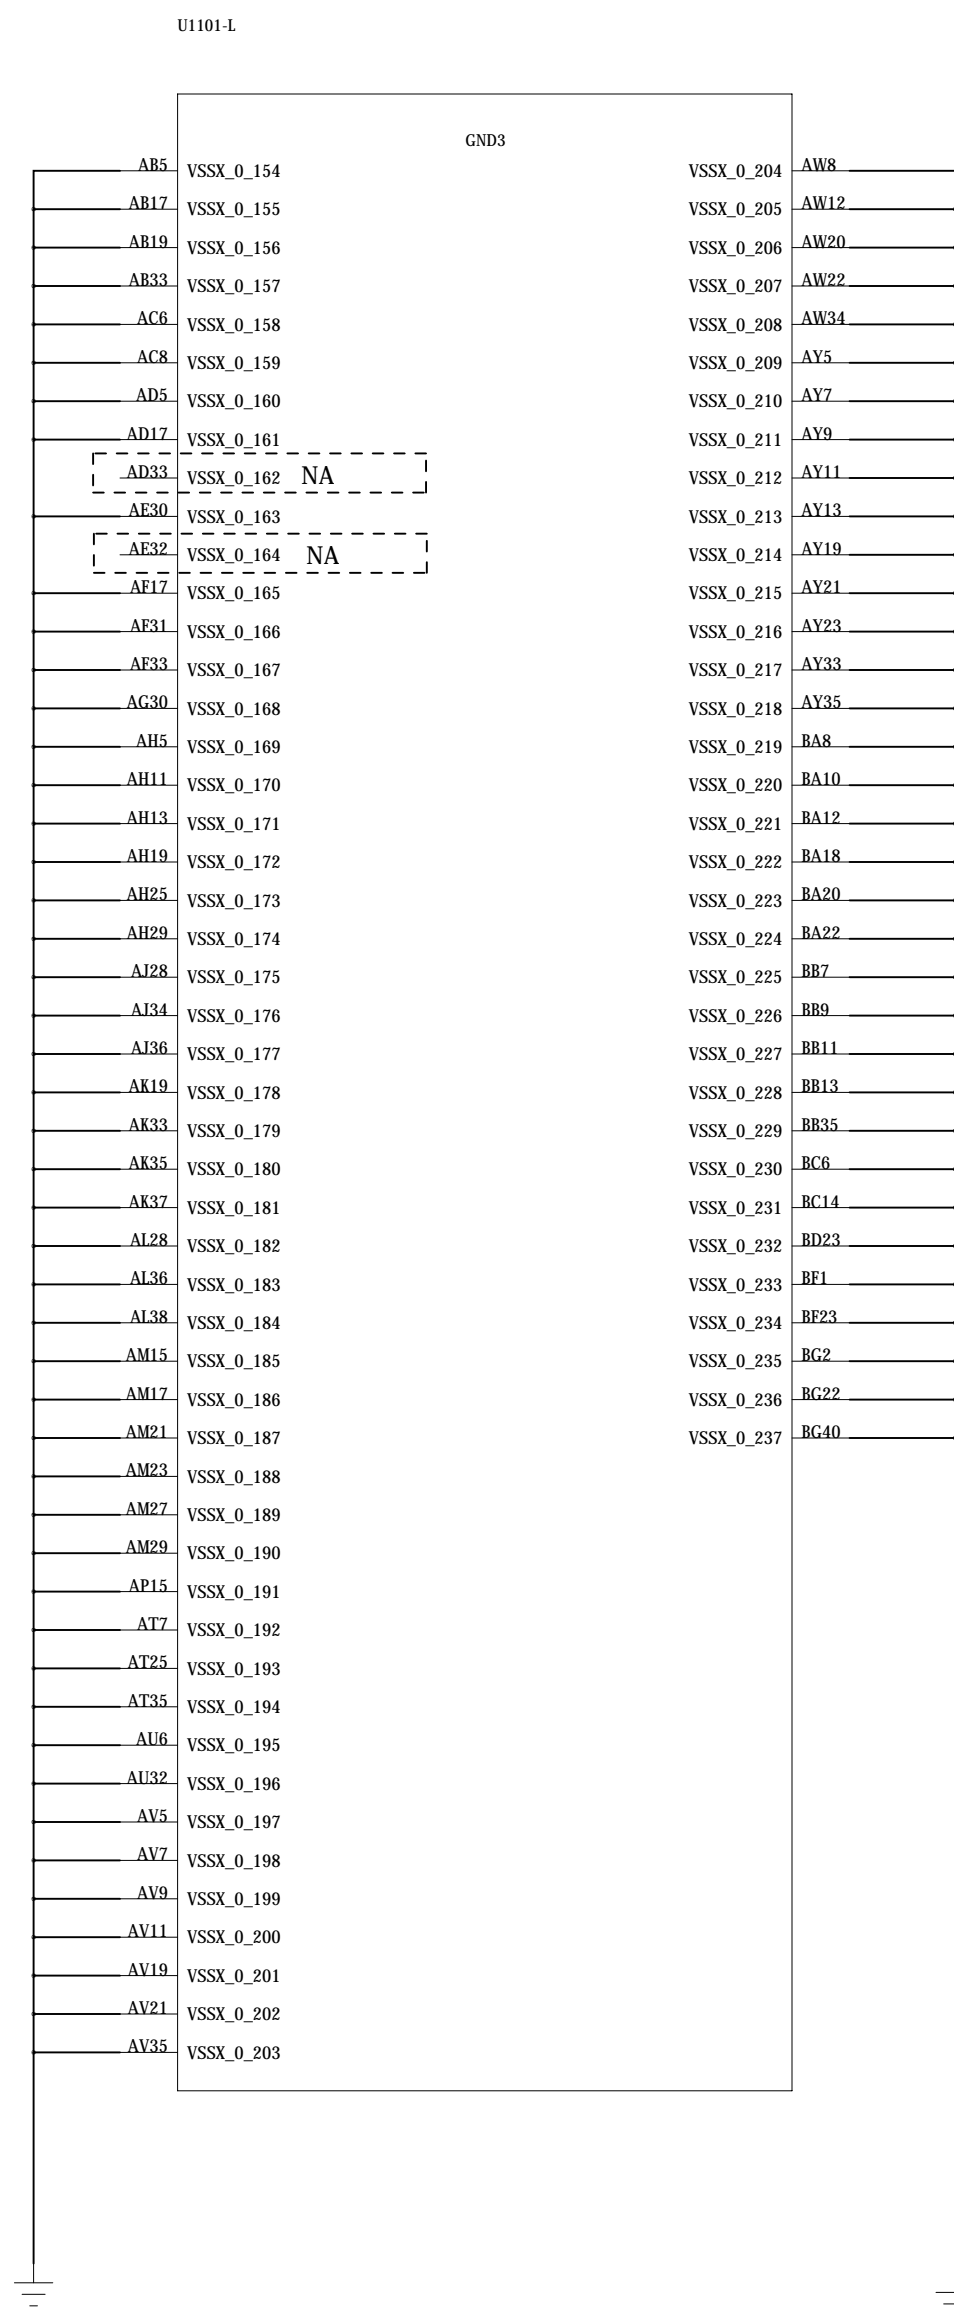 U1101-L
GND3
AB5 VSSX_0_154 VSSX_0_204 AW8
AB17 VSSX_0_155 VSSX_0_205 AW12
AB19 VSSX_0_156 VSSX_0_206 AW20
AB33 VSSX_0_157 VSSX_0_207 AW22
AC6 VSSX_0_158 VSSX_0_208 AW34
AC8 VSSX_0_159 VSSX_0_209 AY5
AD5 VSSX_0_160 VSSX_0_210 AY7
AD17 VSSX_0_161 VSSX_0_211 AY9
AD33 VSSX_0_162 NA VSSX_0_212 AY11
AE30 VSSX_0_163 VSSX_0_213 AY13
AE32 VSSX_0_164 NA VSSX_0_214 AY19
AF17 VSSX_0_165 VSSX_0_215 AY21
AF31 VSSX_0_166 VSSX_0_216 AY23
AF33 VSSX_0_167 VSSX_0_217 AY33
AG30 VSSX_0_168 VSSX_0_218 AY35
AH5 VSSX_0_169 VSSX_0_219 BA8
AH11 VSSX_0_170 VSSX_0_220 BA10
AH13 VSSX_0_171 VSSX_0_221 BA12
AH19 VSSX_0_172 VSSX_0_222 BA18
AH25 VSSX_0_173 VSSX_0_223 BA20
AH29 VSSX_0_174 VSSX_0_224 BA22
AJ28 VSSX_0_175 VSSX_0_225 BB7
AJ34 VSSX_0_176 VSSX_0_226 BB9
AJ36 VSSX_0_177 VSSX_0_227 BB11
AK19 VSSX_0_178 VSSX_0_228 BB13
AK33 VSSX_0_179 VSSX_0_229 BB35
AK35 VSSX_0_180 VSSX_0_230 BC6
AK37 VSSX_0_181 VSSX_0_231 BC14
AL28 VSSX_0_182 VSSX_0_232 BD23
AL36 VSSX_0_183 VSSX_0_233 BF1
AL38 VSSX_0_184 VSSX_0_234 BF23
AM15 VSSX_0_185 VSSX_0_235 BG2
AM17 VSSX_0_186 VSSX_0_236 BG22
AM21 VSSX_0_187 VSSX_0_237 BG40
AM23 VSSX_0_188
AM27 VSSX_0_189
AM29 VSSX_0_190
AP15 VSSX_0_191
AT7 VSSX_0_192
AT25 VSSX_0_193
AT35 VSSX_0_194
AU6 VSSX_0_195
AU32 VSSX_0_196
AV5 VSSX_0_197
AV7 VSSX_0_198
AV9 VSSX_0_199
AV11 VSSX_0_200
AV19 VSSX_0_201
AV21 VSSX_0_202
AV35 VSSX_0_203